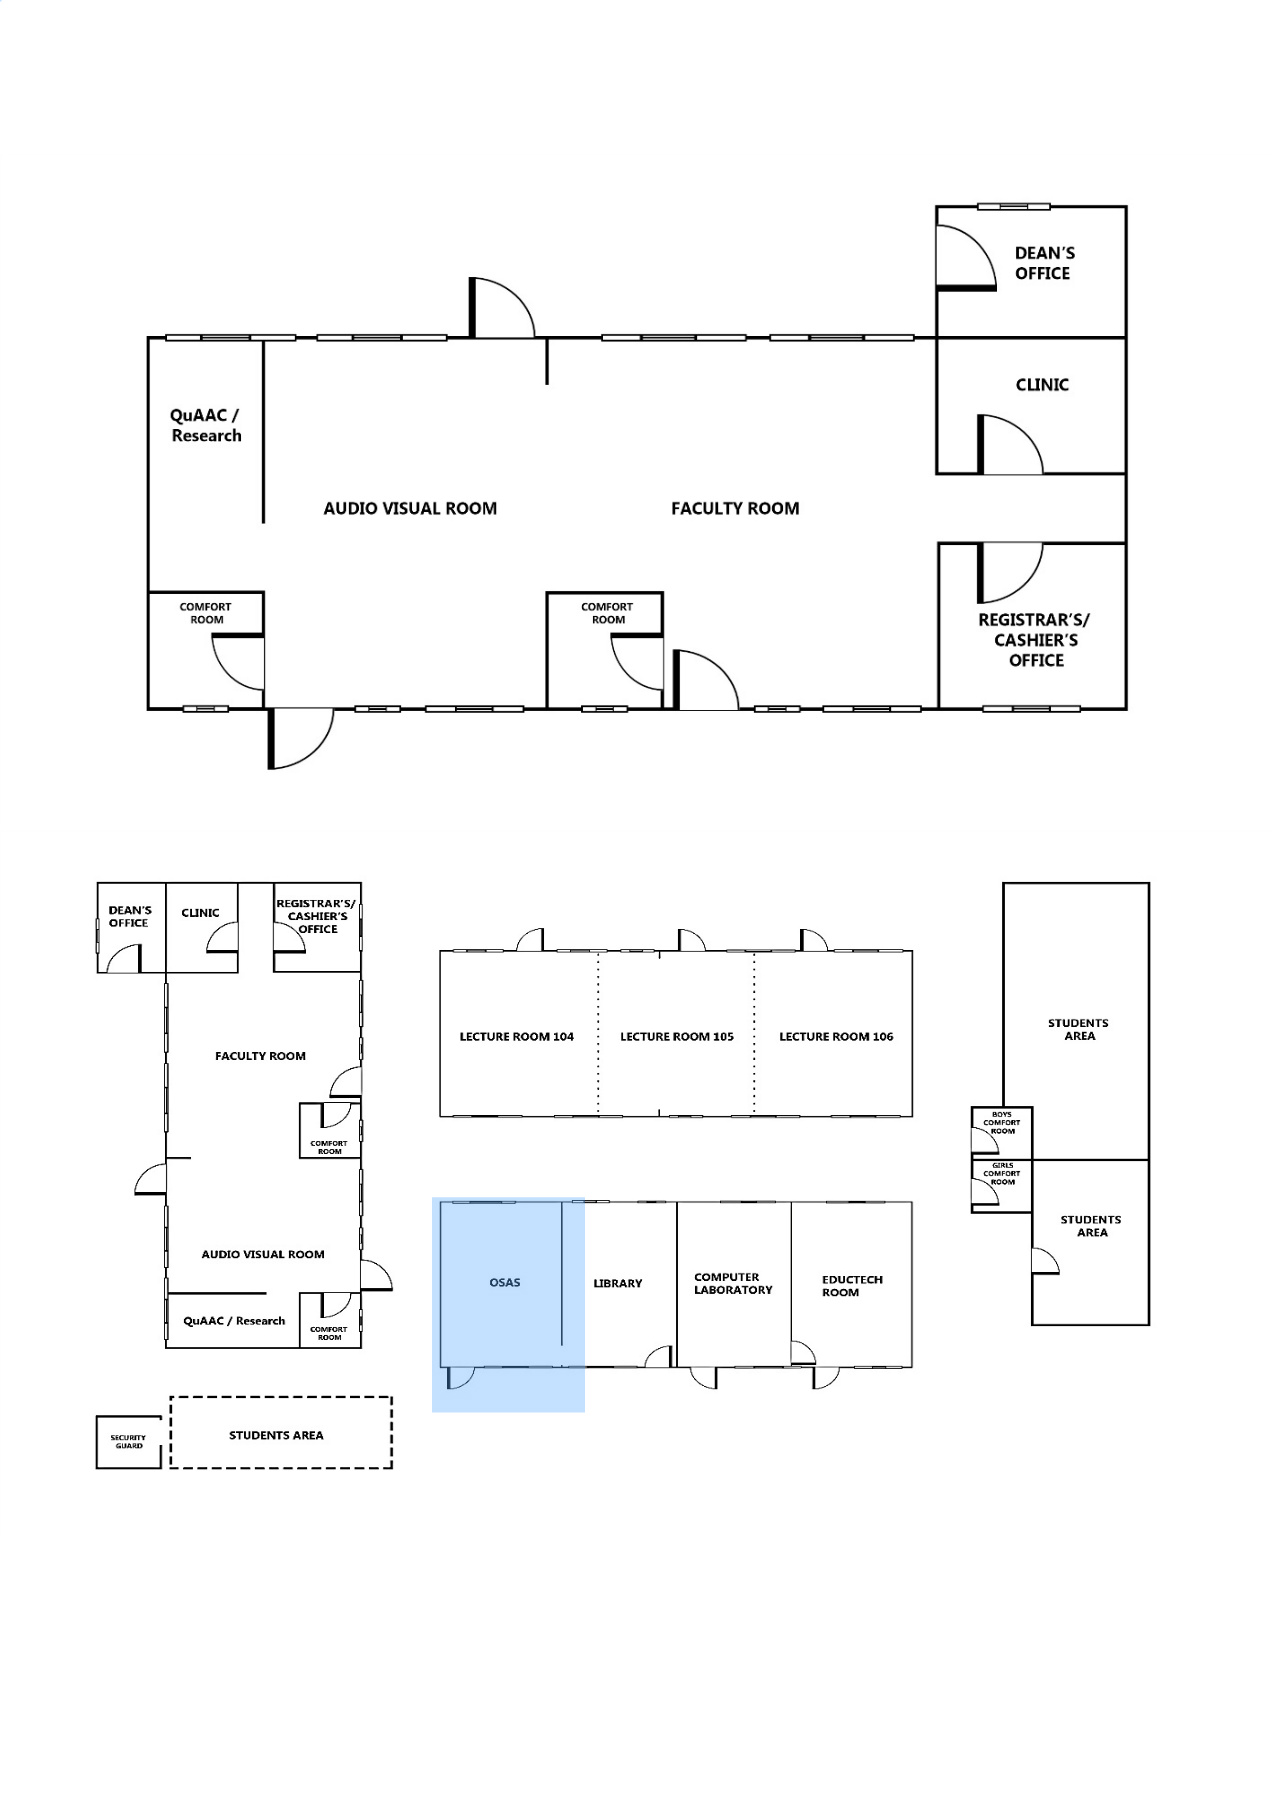 DEAN'S
OFFICE
CLINIC
QuAAC /
Research
AUDIO VISUAL ROOM
FACULTY ROOM
COMFORT
ROOM
COMFORT
ROOM
REGISTRAR'S/
CASHIER'S
OFFICE
DEAN'S
OFFICE
CLINIC
REGISTRAR'S/
CASHIER'S
OFFICE
FACULTY ROOM
COMFORT
ROOM
AUDIO VISUAL ROOM
QuAAC / Research
COMFORT
ROOM
SECURITY
GUARD
STUDENTS AREA
LECTURE ROOM 104
LECTURE ROOM 105
LECTURE ROOM 106
OSAS
LIBRARY
COMPUTER
LABORATORY
EDUCTECH
ROOM
STUDENTS
AREA
BOYS
COMFORT
ROOM
GIRLS
COMFORT
ROOM
STUDENTS
AREA